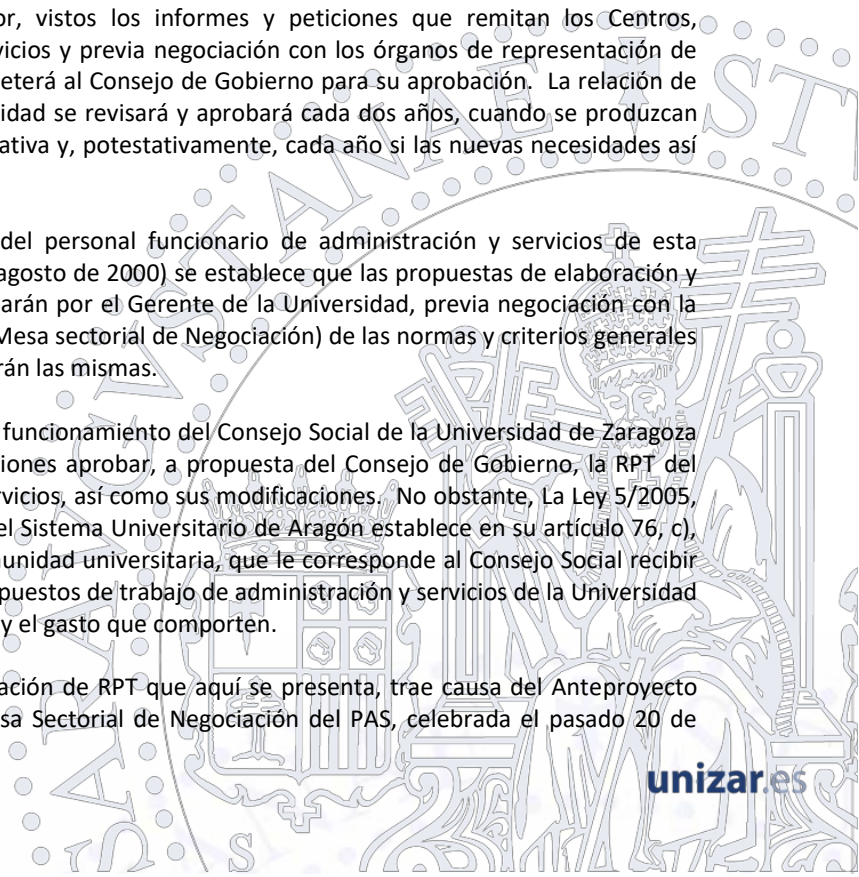 or, vistos los informes y peticiones que remitan los Centros,
vicios y previa negociación con los órganos de representación de
eterá al Consejo de Gobierno para su aprobación. La relación de
idad se revisará y aprobará cada dos años, cuando se produzcan
ativa y, potestativamente, cada año si las nuevas necesidades así
del personal funcionario de administración y servicios de esta
agosto de 2000) se establece que las propuestas de elaboración y
arán por el Gerente de la Universidad, previa negociación con la
Mesa sectorial de Negociación) de las normas y criterios generales
rán las mismas.
funcionamiento del Consejo Social de la Universidad de Zaragoza
iones aprobar, a propuesta del Consejo de Gobierno, la RPT del
rvicios, así como sus modificaciones. No obstante, La Ley 5/2005,
el Sistema Universitario de Aragón establece en su artículo 76, c),
unidad universitaria, que le corresponde al Consejo Social recibir
puestos de trabajo de administración y servicios de la Universidad
y el gasto que comporten.
ación de RPT que aquí se presenta, trae causa del Anteproyecto
sa Sectorial de Negociación del PAS, celebrada el pasado 20 de
unizar.es